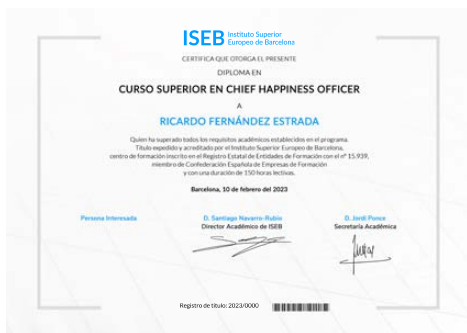 ISEB Instituto Superior
Europeo de Barcelona
CERTIFICA QUE OTORGA EL PRESENTE
DIPLOMA EN
CURSO SUPERIOR EN CHIEF HAPPINESS OFFICER
A
RICARDO FERNÁNDEZ ESTRADA
Quien ha superado todos los requisitos académicos establecidos en el programa.
Título expedido y acreditado por el Instituto Superior Europeo de Barcelona,
centro de formación inscrito en el Registro Estatal de Entidades de Formación con el nº 15.939,
miembro de Confederación Española de Empresas de Formación
y con una duración de 150 horas lectivas.
Barcelona, 10 de febrero del 2023
Persona Interesada
D. Santiago Navarro-Rubio
Director Académico de ISEB
D. Jordi Ponce
Secretaría Académica
Registro de título: 2023/0000